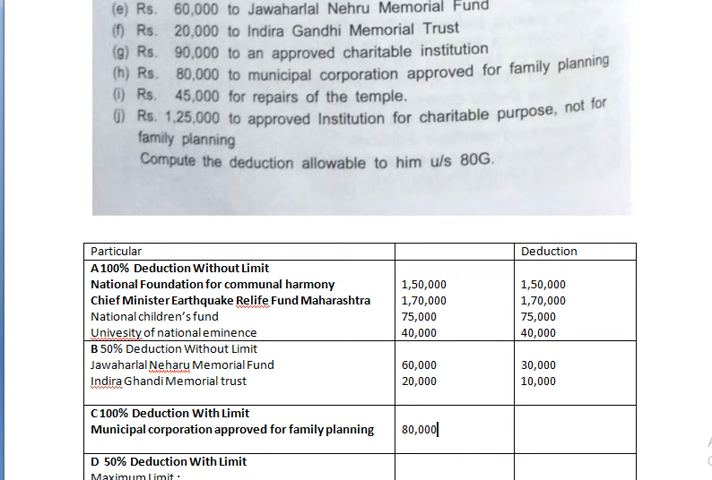 (e) Rs. 60,000 to Jawaharlal Nehru Memorial Fund
(f) Rs. 20,000 to Indira Gandhi Memorial Trust
(g) Rs. 90,000 to an approved charitable institution
(h) Rs. 80,000 to municipal corporation approved for family planning
(i) Rs. 45,000 for repairs of the temple.
(j) Rs. 1,25,000 to approved Institution for charitable purpose, not for
family planning
Compute the deduction allowable to him u/s 80G.
Particular Deduction
A 100% Deduction Without Limit
National Foundation for communal harmony 1,50,000 1,50,000
Chief Minister Earthquake Relife Fund Maharashtra 1,70,000 1,70,000
National children's fund 75,000 75,000
Univesity of national eminence 40,000 40,000
B 50% Deduction Without Limit
Jawaharlal Neharu Memorial Fund 60,000 30,000
Indira Ghandi Memorial trust 20,000 10,000
C 100% Deduction With Limit
Municipal corporation approved for family planning 80,000
D 50% Deduction With Limit
Maximum Limit :